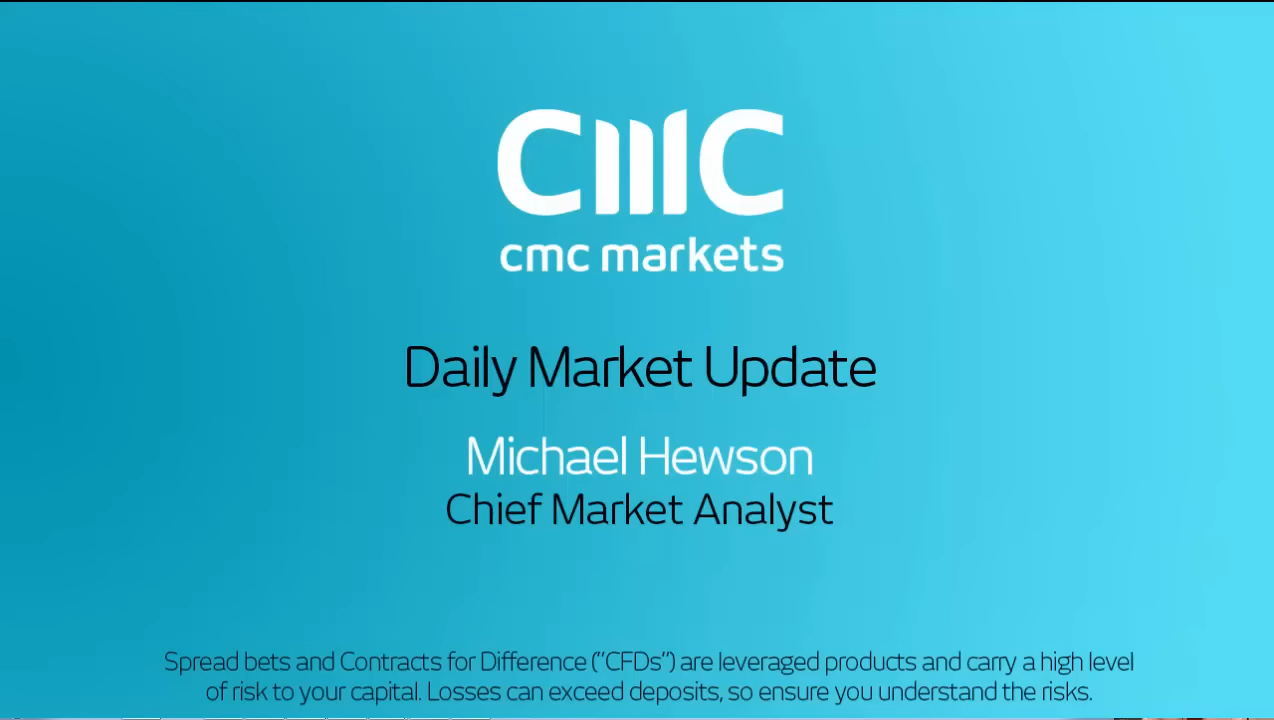 CMC
cmc markets
Daily Market Update
Michael Hewson
Chief Market Analyst
Spread bets and Contracts for Difference (“CFDs”) are leveraged products and carry a high level
of risk to your capital. Losses can exceed deposits, so ensure you understand the risks.